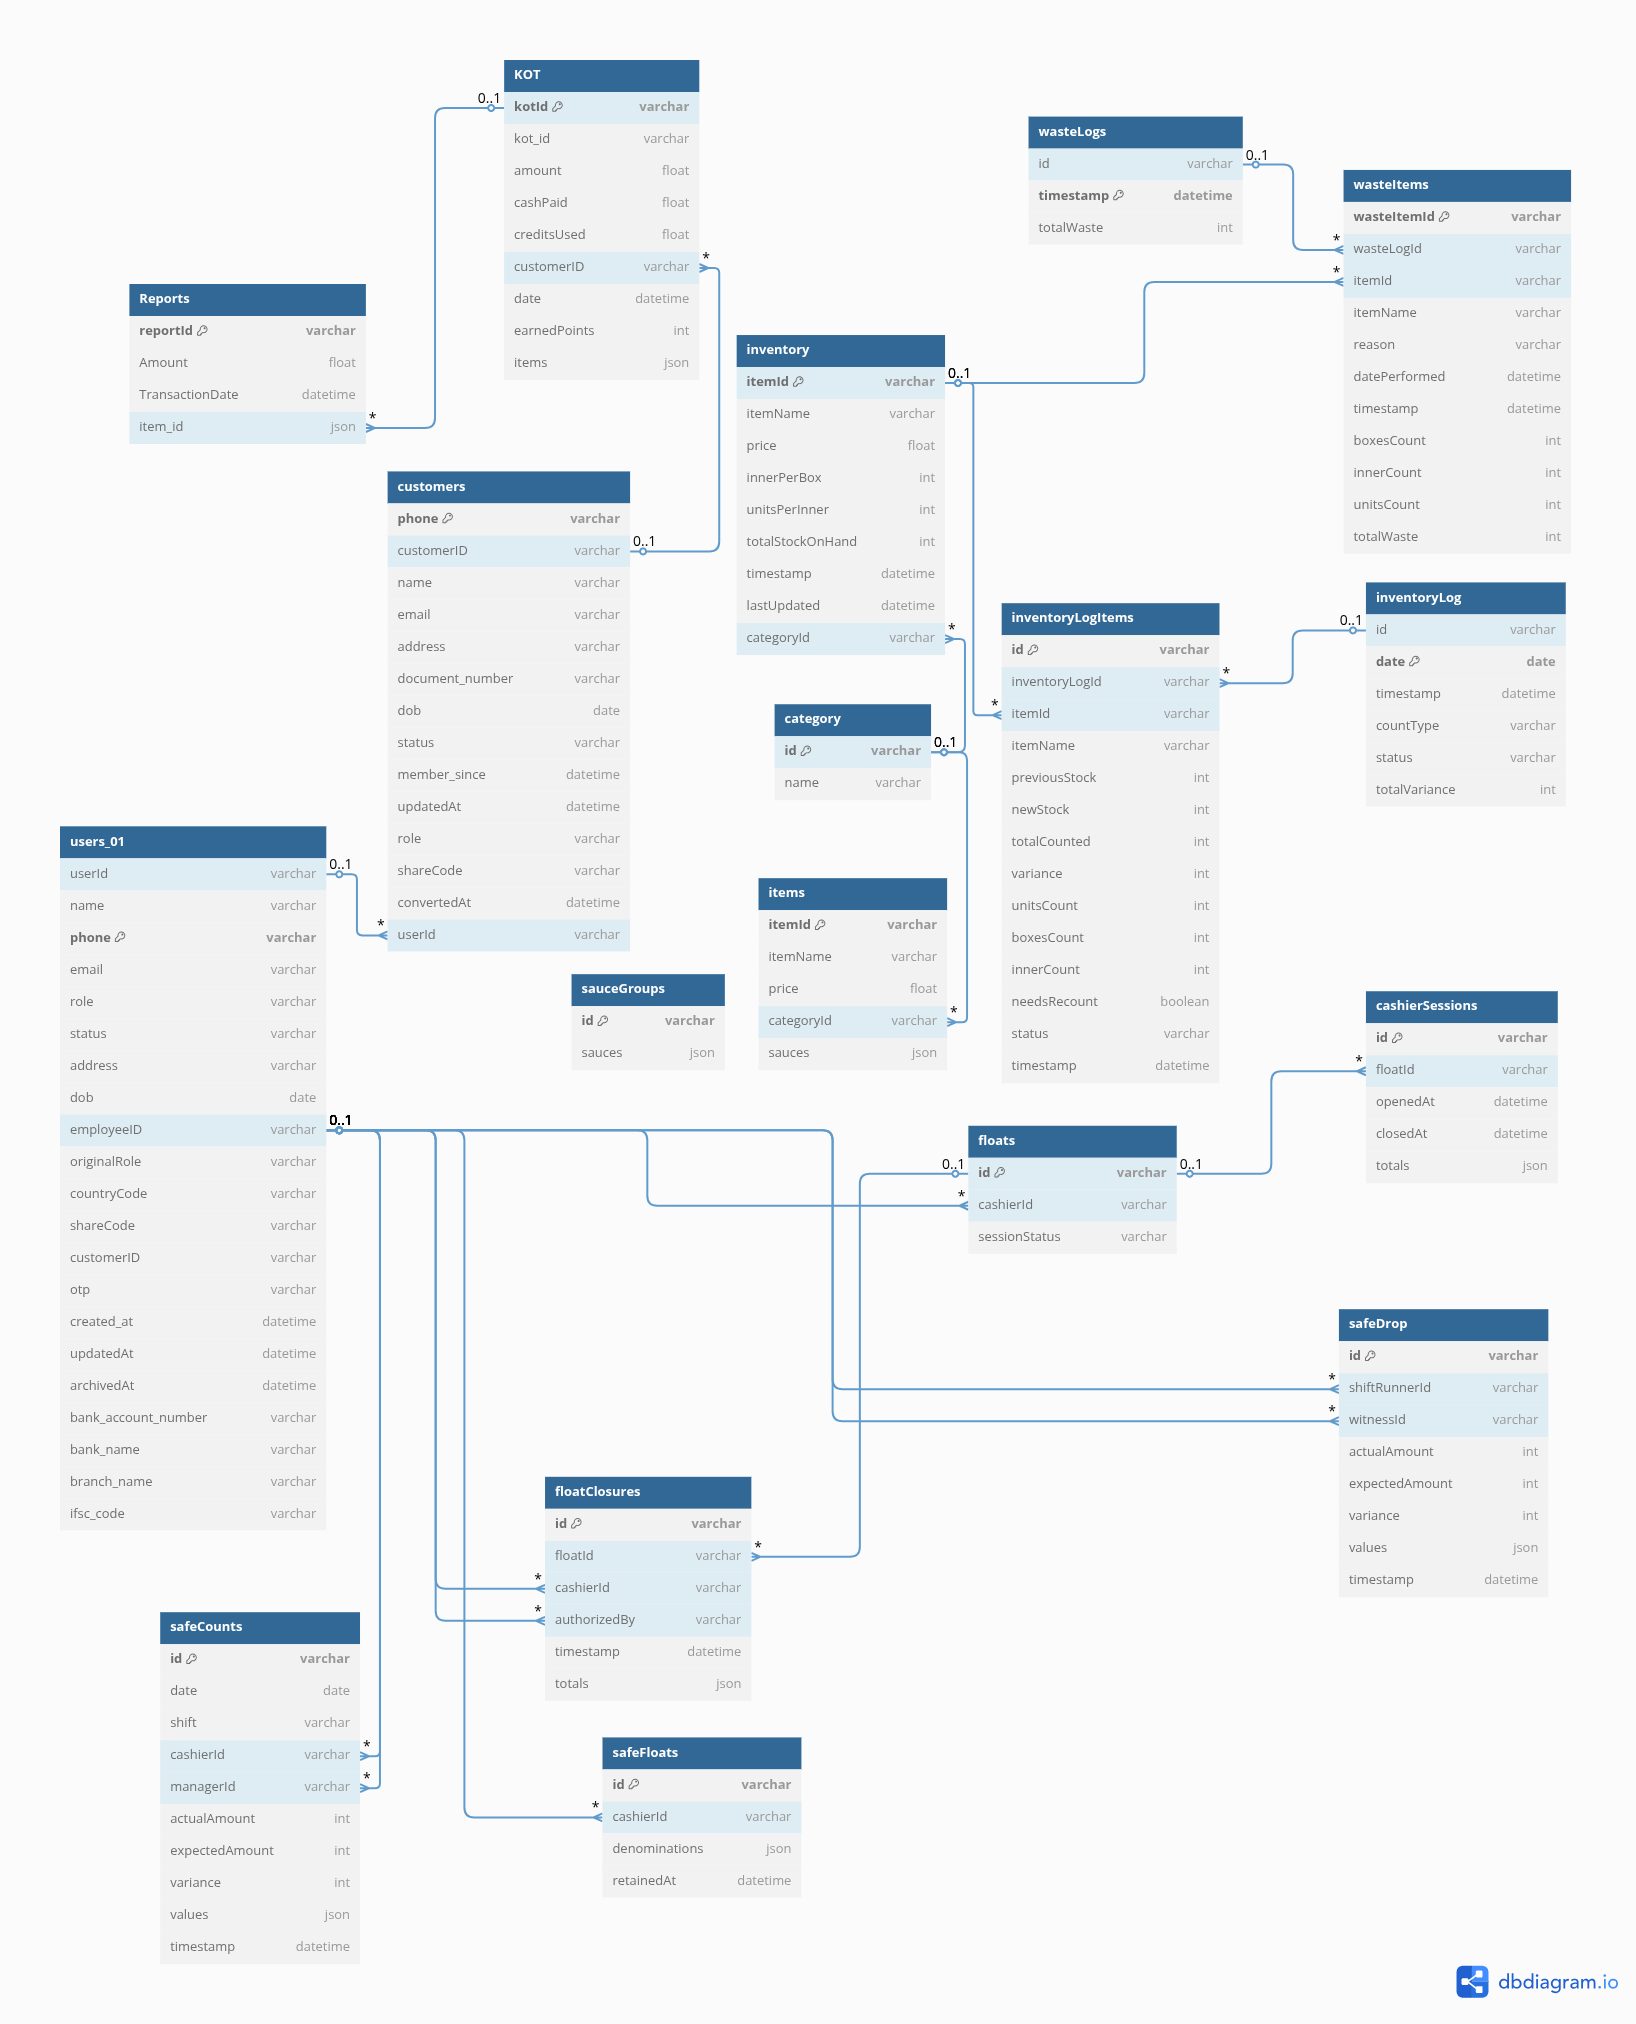 KOT
0..1
kotId varchar
kot_id varchar
amount float
cashPaid float
creditsUsed float
customerID varchar *
date datetime
earnedPoints int
items json
wasteLogs
id varchar 0..1
timestamp datetime
totalWaste int
wasteItems
wasteItemId varchar
* wasteLogId varchar
* itemId varchar
itemName varchar
reason varchar
datePerformed datetime
timestamp datetime
boxesCount int
innerCount int
unitsCount int
totalWaste int
Reports
reportId varchar
Amount float
TransactionDate datetime
item_id json *
inventory
itemId varchar 0..1
itemName varchar
price float
innerPerBox int
unitsPerInner int
totalStockOnHand int
timestamp datetime
lastUpdated datetime
categoryId varchar *
customers
phone varchar
customerID varchar 0..1
name varchar
email varchar
address varchar
document_number varchar
dob date
status varchar
member_since datetime
updatedAt datetime
role varchar
shareCode varchar
convertedAt datetime
* userId varchar
inventoryLogItems
id varchar
inventoryLogId varchar *
* itemId varchar
itemName varchar
previousStock int
newStock int
totalCounted int
variance int
unitsCount int
boxesCount int
innerCount int
needsRecount boolean
status varchar
timestamp datetime
inventoryLog
0..1 id varchar
date date
timestamp datetime
countType varchar
status varchar
totalVariance int
category
id varchar 0..1
name varchar
users_01
userId varchar 0..1
name varchar
phone varchar
email varchar
role varchar
status varchar
address varchar
dob date
employeeID varchar 0..1
originalRole varchar
countryCode varchar
shareCode varchar
customerID varchar
otp varchar
created_at datetime
updatedAt datetime
archivedAt datetime
bank_account_number varchar
bank_name varchar
branch_name varchar
ifsc_code varchar
items
itemId varchar
itemName varchar
price float
categoryId varchar *
sauces json
sauceGroups
id varchar
sauces json
cashierSessions
id varchar
* floatId varchar
openedAt datetime
closedAt datetime
totals json
floats
0..1 id varchar 0..1
* cashierId varchar
sessionStatus varchar
safeDrop
id varchar
* shiftRunnerId varchar
* witnessId varchar
actualAmount int
expectedAmount int
variance int
values json
timestamp datetime
floatClosures
id varchar
floatId varchar *
* cashierId varchar
* authorizedBy varchar
timestamp datetime
totals json
safeCounts
id varchar
date date
shift varchar
cashierId varchar *
managerId varchar *
actualAmount int
expectedAmount int
variance int
values json
timestamp datetime
safeFloats
id varchar
* cashierId varchar
denominations json
retainedAt datetime
dbdiagram.io